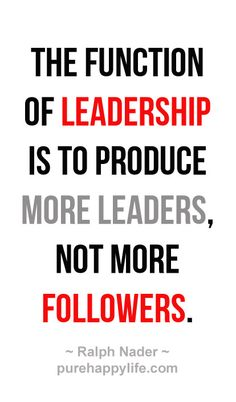 THE FUNCTION
OF LEADERSHIP
IS TO PRODUCE
MORE LEADERS,
NOT MORE
FOLLOWERS.
~ Ralph Nader ~
purehappylife.com